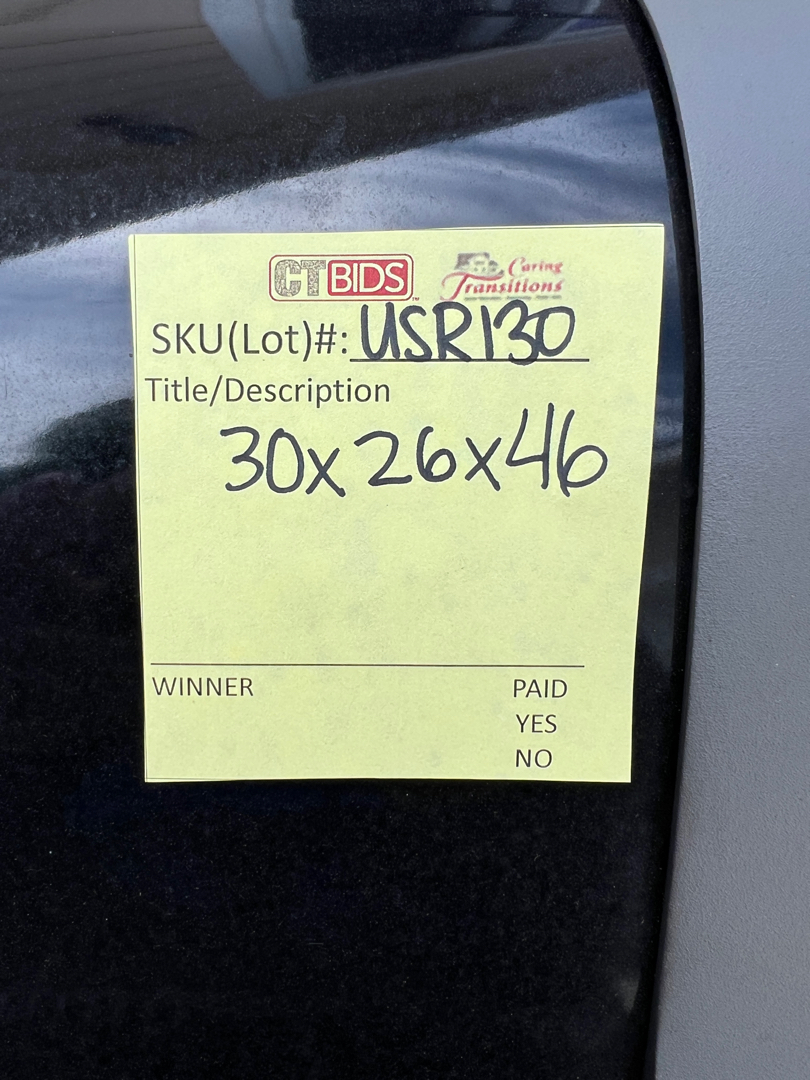 CTBIDS Caring
Transitions
SKU(Lot)#: USR130
Title/Description
30x26x46
WINNER PAID
YES
NO